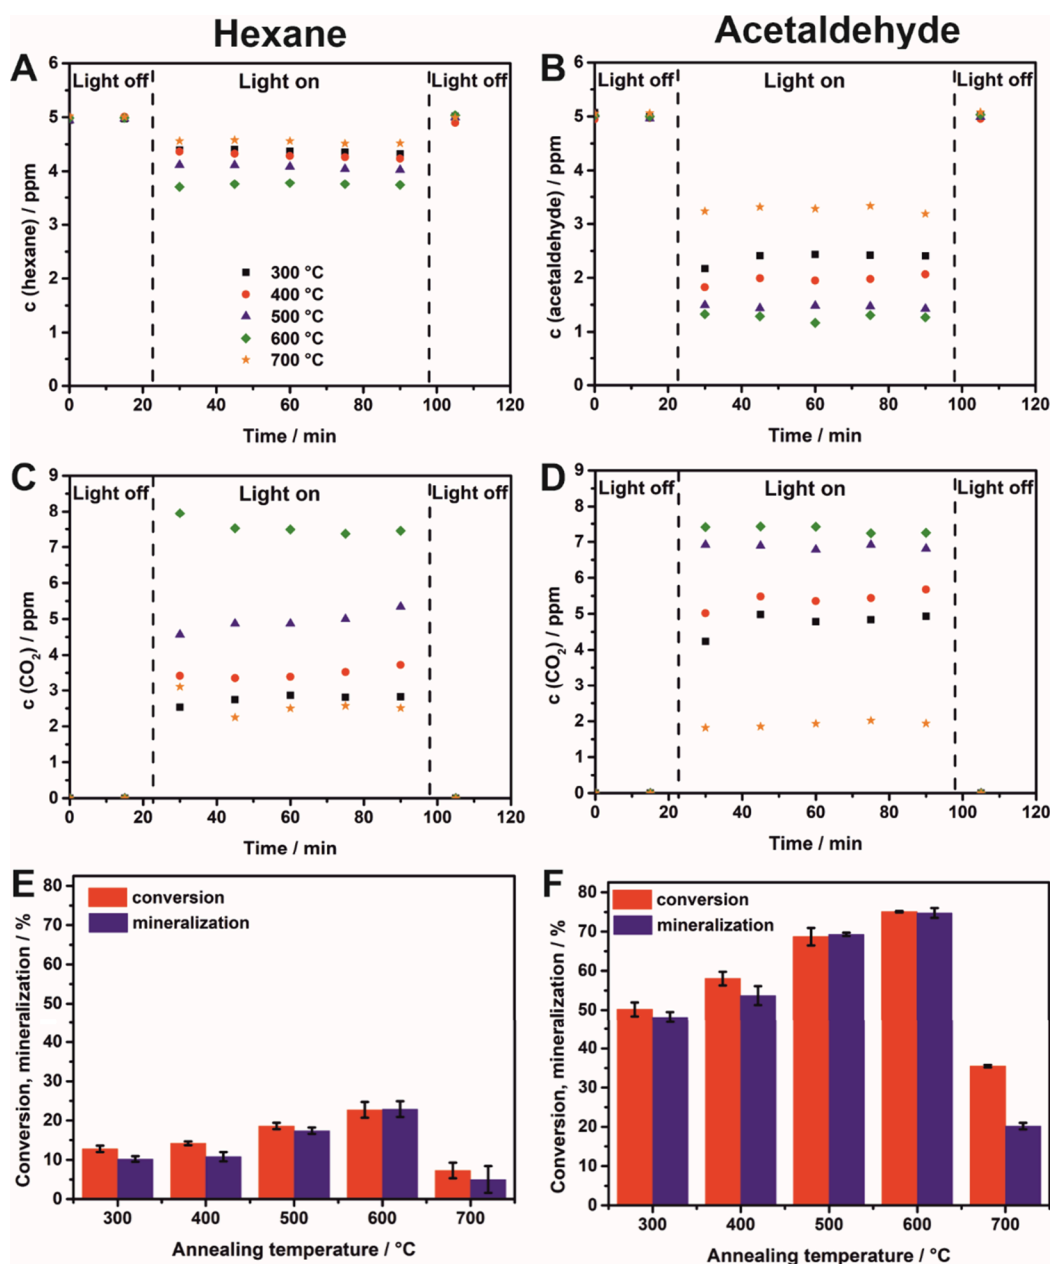 Hexane
Acetaldehyde
A
Light off
Light on
Light off
6
5
4
3
2
1
0
c (hexane) / ppm
300 °C
400 °C
500 °C
600 °C
700 °C
0 20 40 60 80 100 120
Time / min
B
Light off
Light on
Light off
6
5
4
3
2
1
0
c (acetaldehyde) / ppm
0 20 40 60 80 100 120
Time / min
C
Light off
Light on
Light off
9
8
7
6
5
4
3
2
1
0
c (CO₂) / ppm
0 20 40 60 80 100 120
Time / min
D
Light off
Light on
Light off
9
8
7
6
5
4
3
2
1
0
c (CO₂) / ppm
0 20 40 60 80 100 120
Time / min
E
conversion
mineralization
80
70
60
50
40
30
20
10
0
Conversion, mineralization / %
300 400 500 600 700
Annealing temperature / °C
F
conversion
mineralization
80
70
60
50
40
30
20
10
0
Conversion, mineralization / %
300 400 500 600 700
Annealing temperature / °C